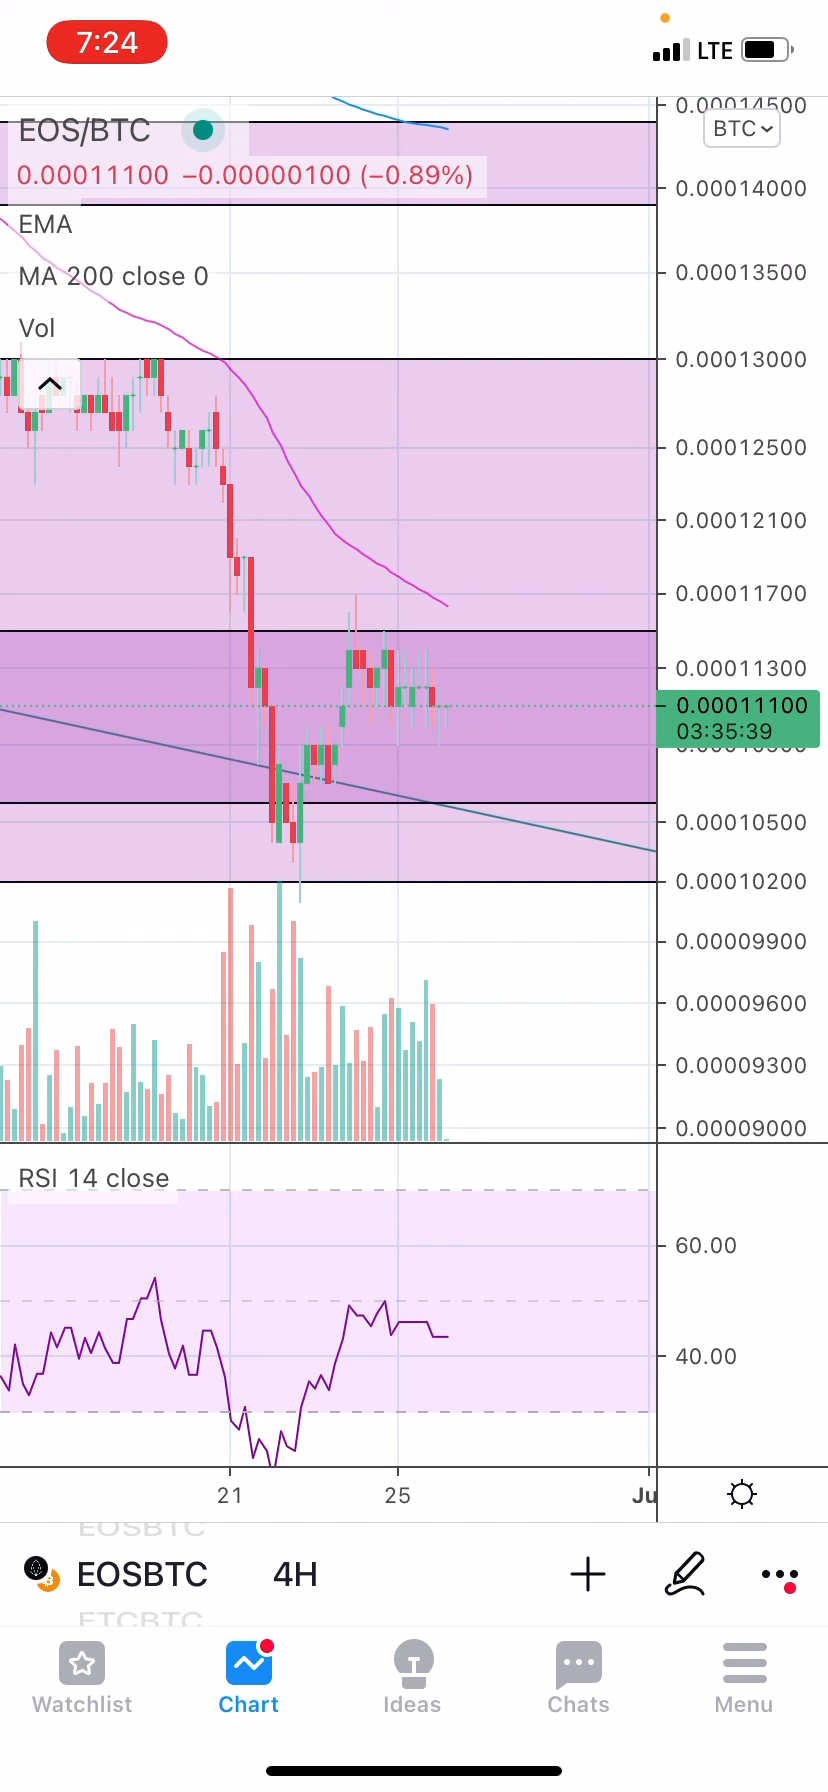 7:24
LTE
0.00014500
EOS/BTC
BTC
0.00011100 −0.00000100 (−0.89%)
0.00014000
EMA
MA 200 close 0
0.00013500
Vol
0.00013000
0.00012500
0.00012100
0.00011700
0.00011300
0.00011100
03:35:39
0.00010500
0.00010200
0.00009900
0.00009600
0.00009300
0.00009000
RSI 14 close
60.00
40.00
21
25
Ju
EOSBTC
EOSBTC
4H
ETCBTC
Watchlist
Chart
Ideas
Chats
Menu